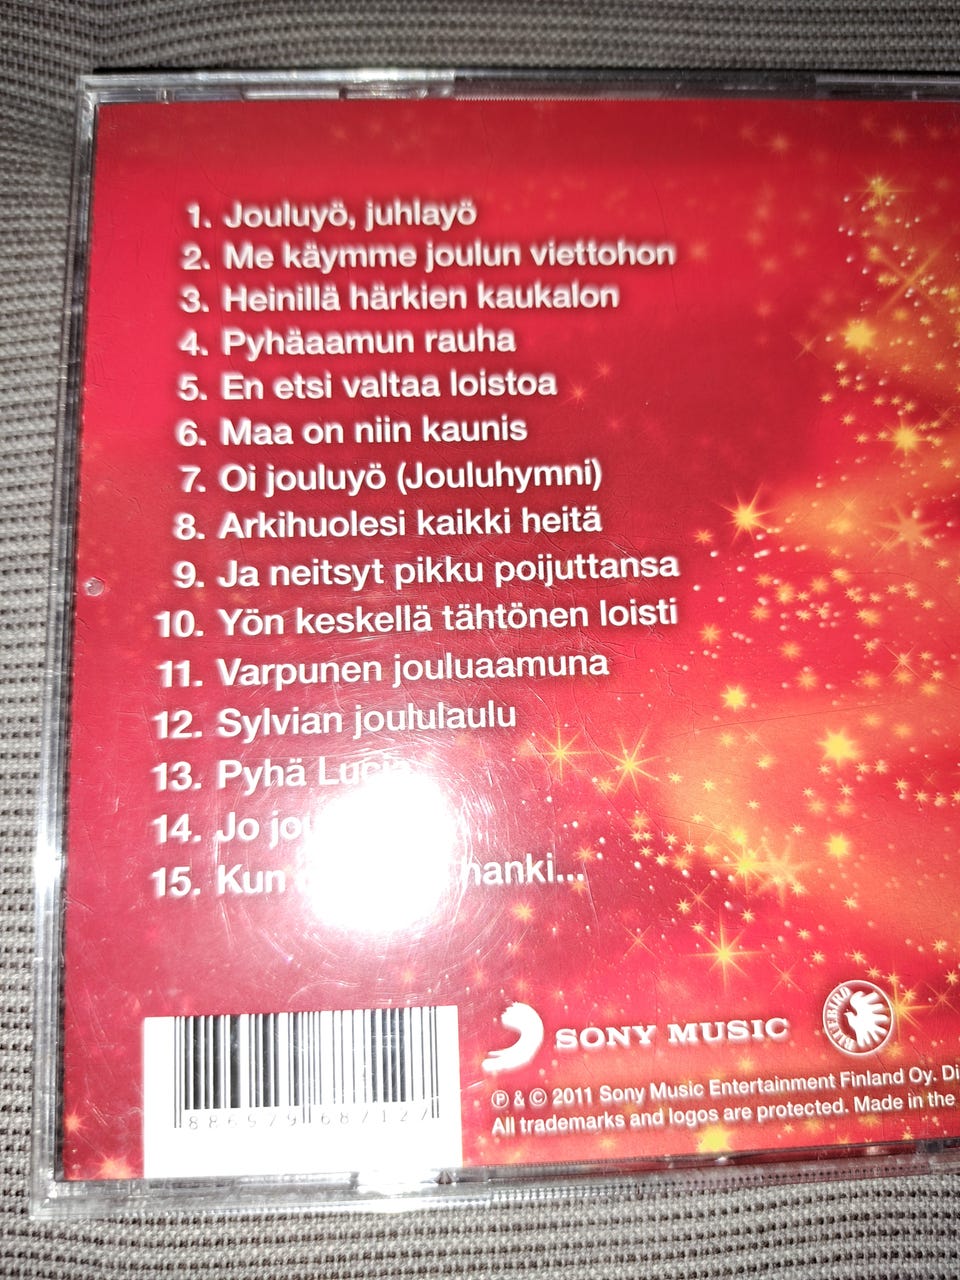 1. Jouluyö, juhlayö
2. Me käymme joulun viettohon
3. Heinillä härkien kaukalon
4. Pyhäaamun rauha
5. En etsi valtaa loistoa
6. Maa on niin kaunis
7. Oi jouluyö (Jouluhymni)
8. Arkihuolesi kaikki heitä
9. Ja neitsyt pikku poijuttansa
10. Yön keskellä tähtönen loisti
11. Varpunen jouluaamuna
12. Sylvian joululaulu
13. Pyhä Lucia
14. Jo
15. Kun hanki...
SONY MUSIC
BLUEBIRD
℗ & © 2011 Sony Music Entertainment Finland Oy.
All trademarks and logos are protected. Made in the
886979687127